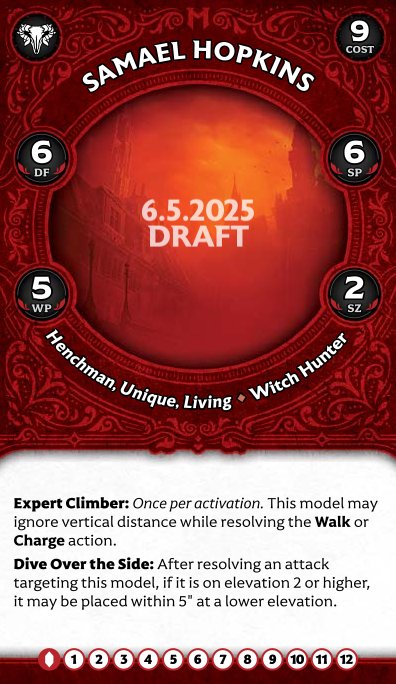 9
COST
SAMAEL HOPKINS
6
DF
6
SP
6.5.2025
DRAFT
5
WP
2
SZ
Henchman, Unique, Living ♦ Witch Hunter
Expert Climber: Once per activation. This model may
ignore vertical distance while resolving the Walk or
Charge action.
Dive Over the Side: After resolving an attack
targeting this model, if it is on elevation 2 or higher,
it may be placed within 5" at a lower elevation.
1 2 3 4 5 6 7 8 9 10 11 12